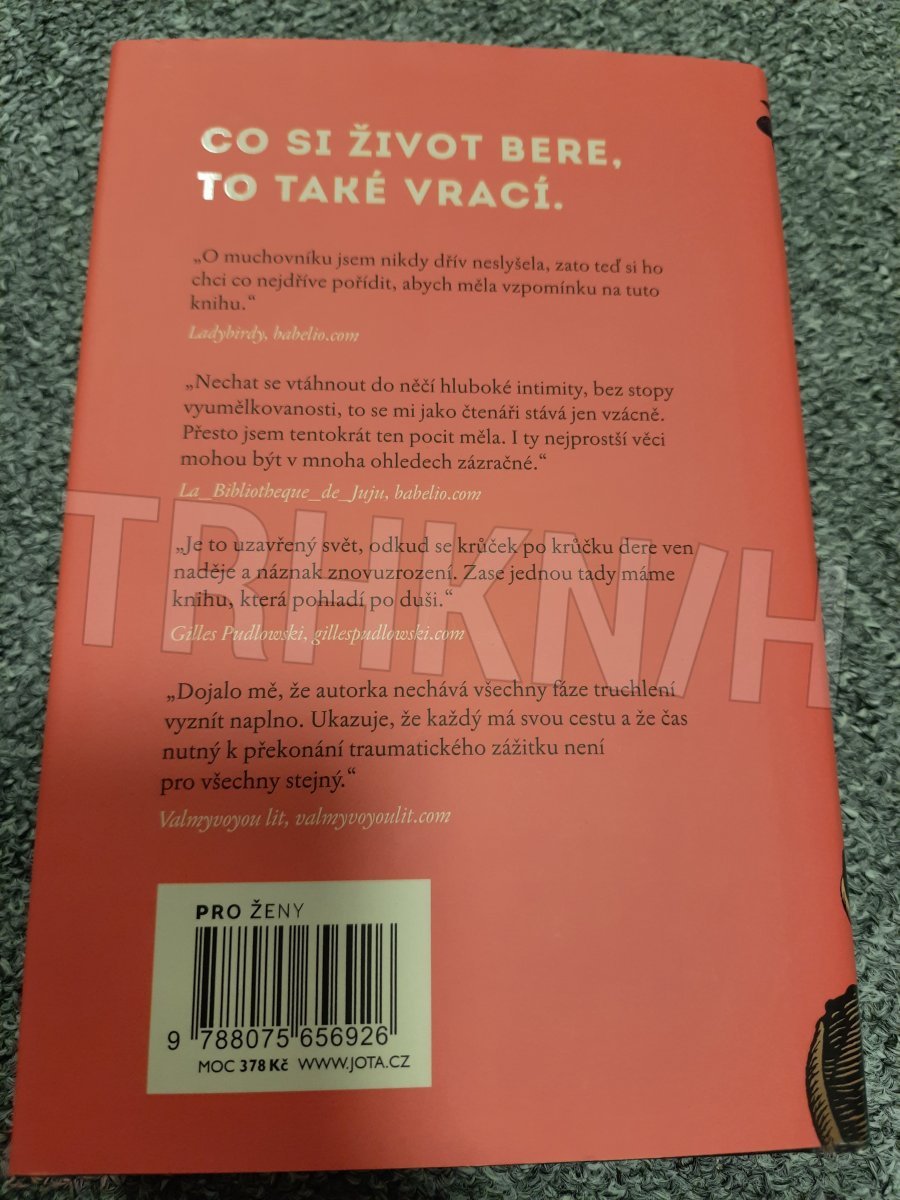 CO SI ŽIVOT BERE,
TO TAKÉ VRACÍ.
„O muchovníku jsem nikdy dřív neslyšela, zato teď si ho
chci co nejdříve pořídit, abych měla vzpomínku na tuto
knihu.“
Ladybirdy, babelio.com
„Nechat se vtáhnout do něčí hluboké intimity, bez stopy
vyumělkovanosti, to se mi jako čtenáři stává jen vzácně.
Přesto jsem tentokrát ten pocit měla. I ty nejprostší věci
mohou být v mnoha ohledech zázračné.“
La_Bibliotheque_de_Juju, babelio.com
„Je to uzavřený svět, odkud se krůček po krůčku dere ven
naděje a náznak znovuzrození. Zase jednou tady máme
knihu, která pohladí po duši.“
Gilles Pudlowski, gillespudlowski.com
„Dojalo mě, že autorka nechává všechny fáze truchlení
vyznít naplno. Ukazuje, že každý má svou cestu a že čas
nutný k překonání traumatického zážitku není
pro všechny stejný.“
Valmyvoyou lit, valmyvoyoulit.com
PRO ŽENY
9 788075 656926
MOC 378 Kč WWW.JOTA.CZ
TRHKN/H